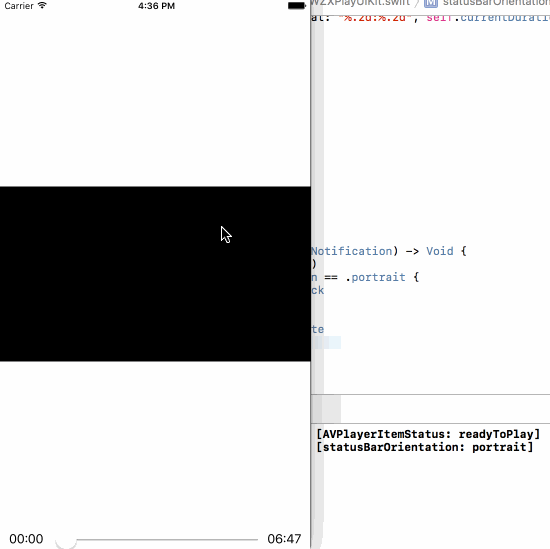 Carrier 4:36 PM
WZXPlayUIKit.swift / M statusBarOrientation
at: "%.2d:%.2d", self.currentDurati
Notification) -> Void {
)
n == .portrait {
ck
te
[AVPlayerItemStatus: readyToPlay]
[statusBarOrientation: portrait]
00:00 06:47